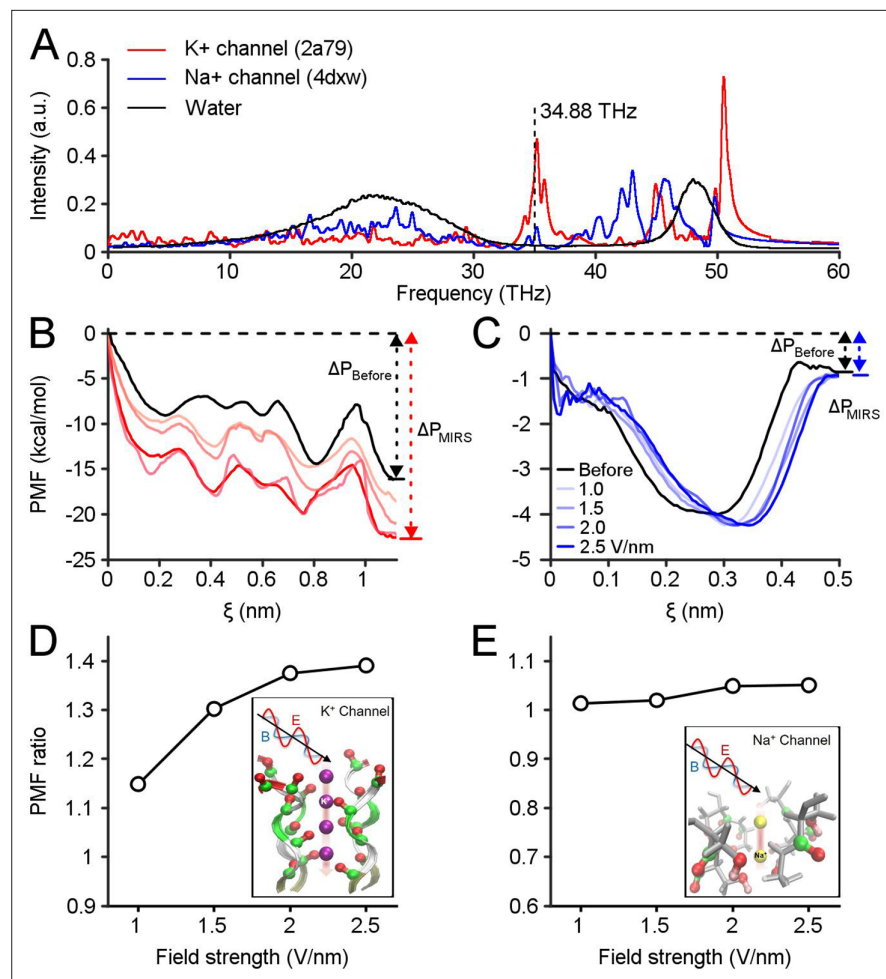 A
K+ channel (2a79)
Na+ channel (4dxw)
Water
34.88 THz
Intensity (a.u.)
0.8
0.6
0.4
0.2
0
0 10 20 30 40 50 60
Frequency (THz)
B
PMF (kcal/mol)
0
-5
-10
-15
-20
-25
ΔP_Before
ΔP_MIRS
0 0.2 0.4 0.6 0.8 1
ξ (nm)
C
0
-1
-2
-3
-4
-5
ΔP_Before
ΔP_MIRS
Before
1.0
1.5
2.0
2.5 V/nm
0 0.1 0.2 0.3 0.4 0.5
ξ (nm)
D
PMF ratio
1.4
1.3
1.2
1.1
1
0.9
K⁺ Channel
E
B
K⁺
1 1.5 2 2.5
Field strength (V/nm)
E
1.1
1
0.9
0.8
0.7
0.6
Na⁺ Channel
E
B
Na⁺
1 1.5 2 2.5
Field strength (V/nm)